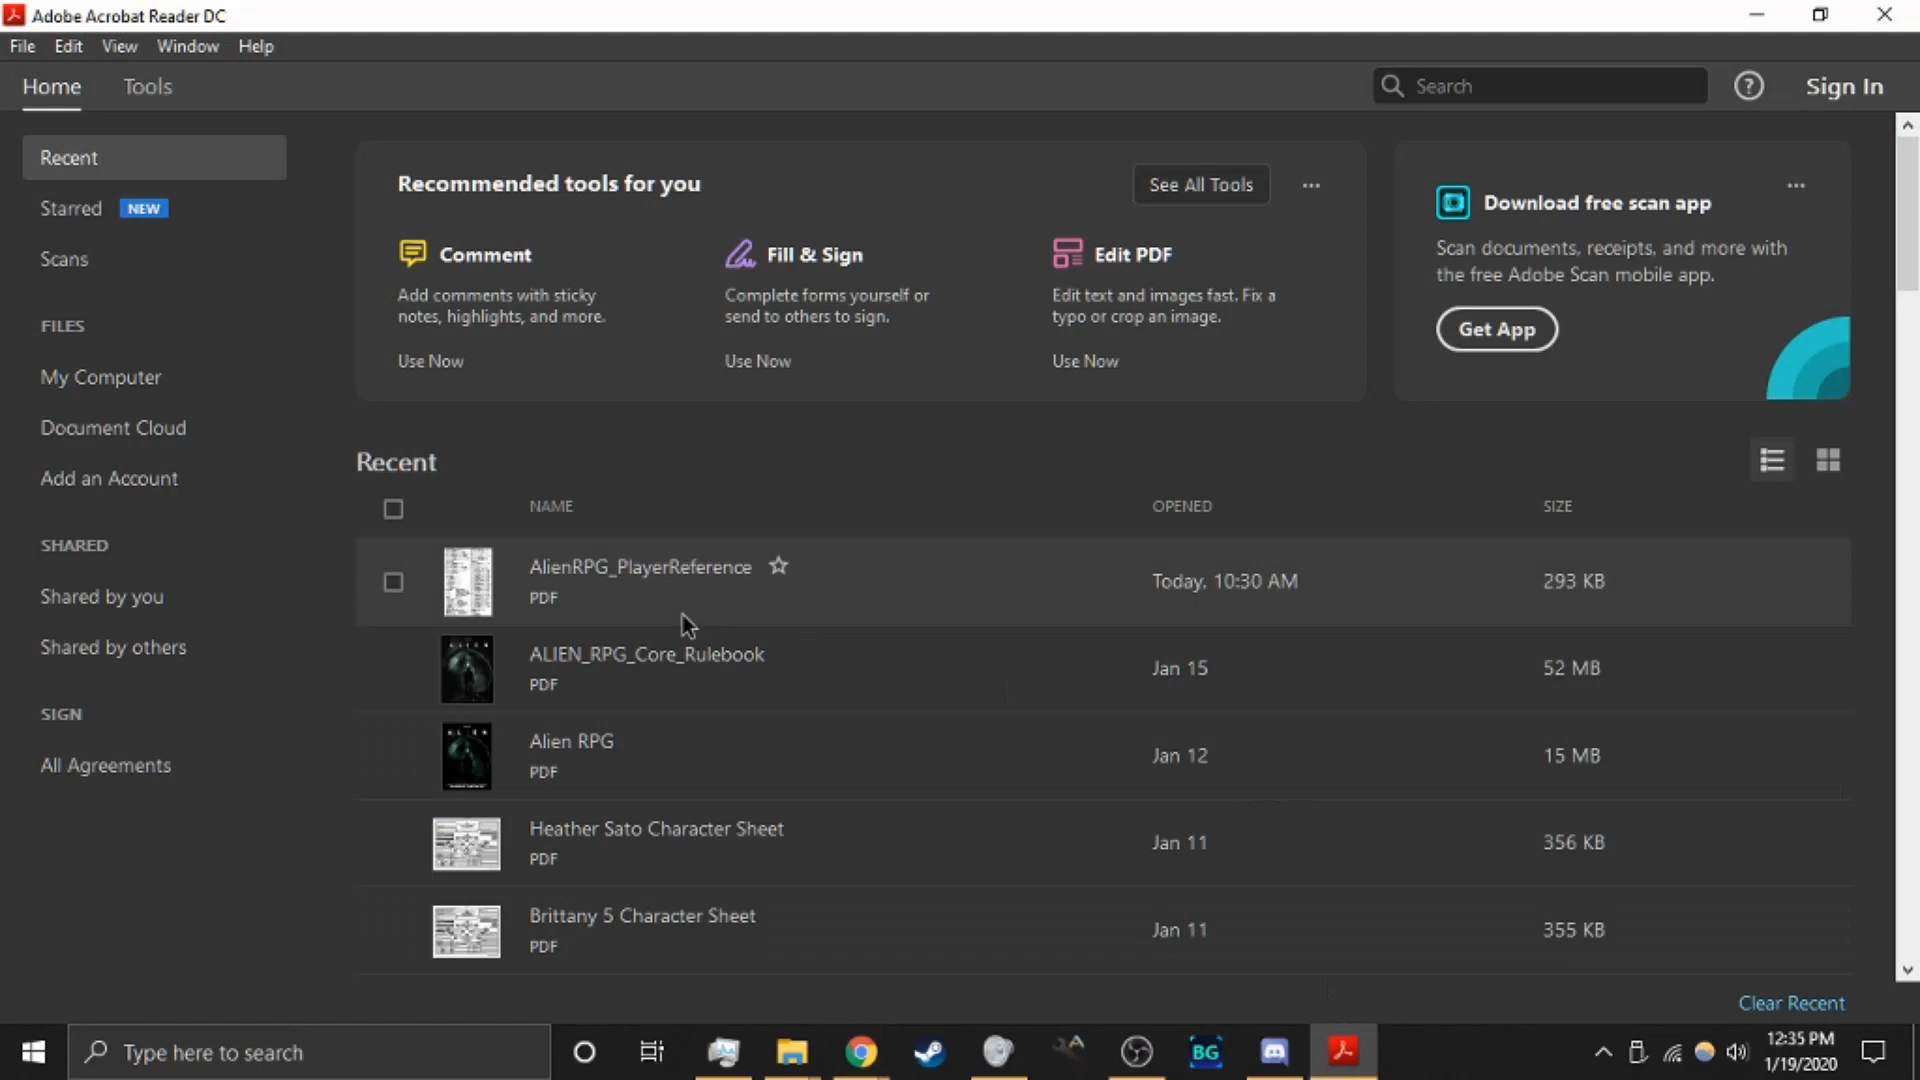 Adobe Acrobat Reader DC
File Edit View Window Help
Home Tools Search ? Sign In
Recent
Starred NEW
Scans
FILES
My Computer
Document Cloud
Add an Account
SHARED
Shared by you
Shared by others
SIGN
All Agreements
Recommended tools for you See All Tools
Comment
Add comments with sticky
notes, highlights, and more.
Use Now
Fill & Sign
Complete forms yourself or
send to others to sign.
Use Now
Edit PDF
Edit text and images fast. Fix a
typo or crop an image.
Use Now
Download free scan app
Scan documents, receipts, and more with
the free Adobe Scan mobile app.
Get App
Recent
NAME OPENED SIZE
AlienRPG_PlayerReference
PDF
Today, 10:30 AM 293 KB
ALIEN_RPG_Core_Rulebook
PDF
Jan 15 52 MB
Alien RPG
PDF
Jan 12 15 MB
Heather Sato Character Sheet
PDF
Jan 11 356 KB
Brittany 5 Character Sheet
PDF
Jan 11 355 KB
Clear Recent
Type here to search
BG
12:35 PM
1/19/2020